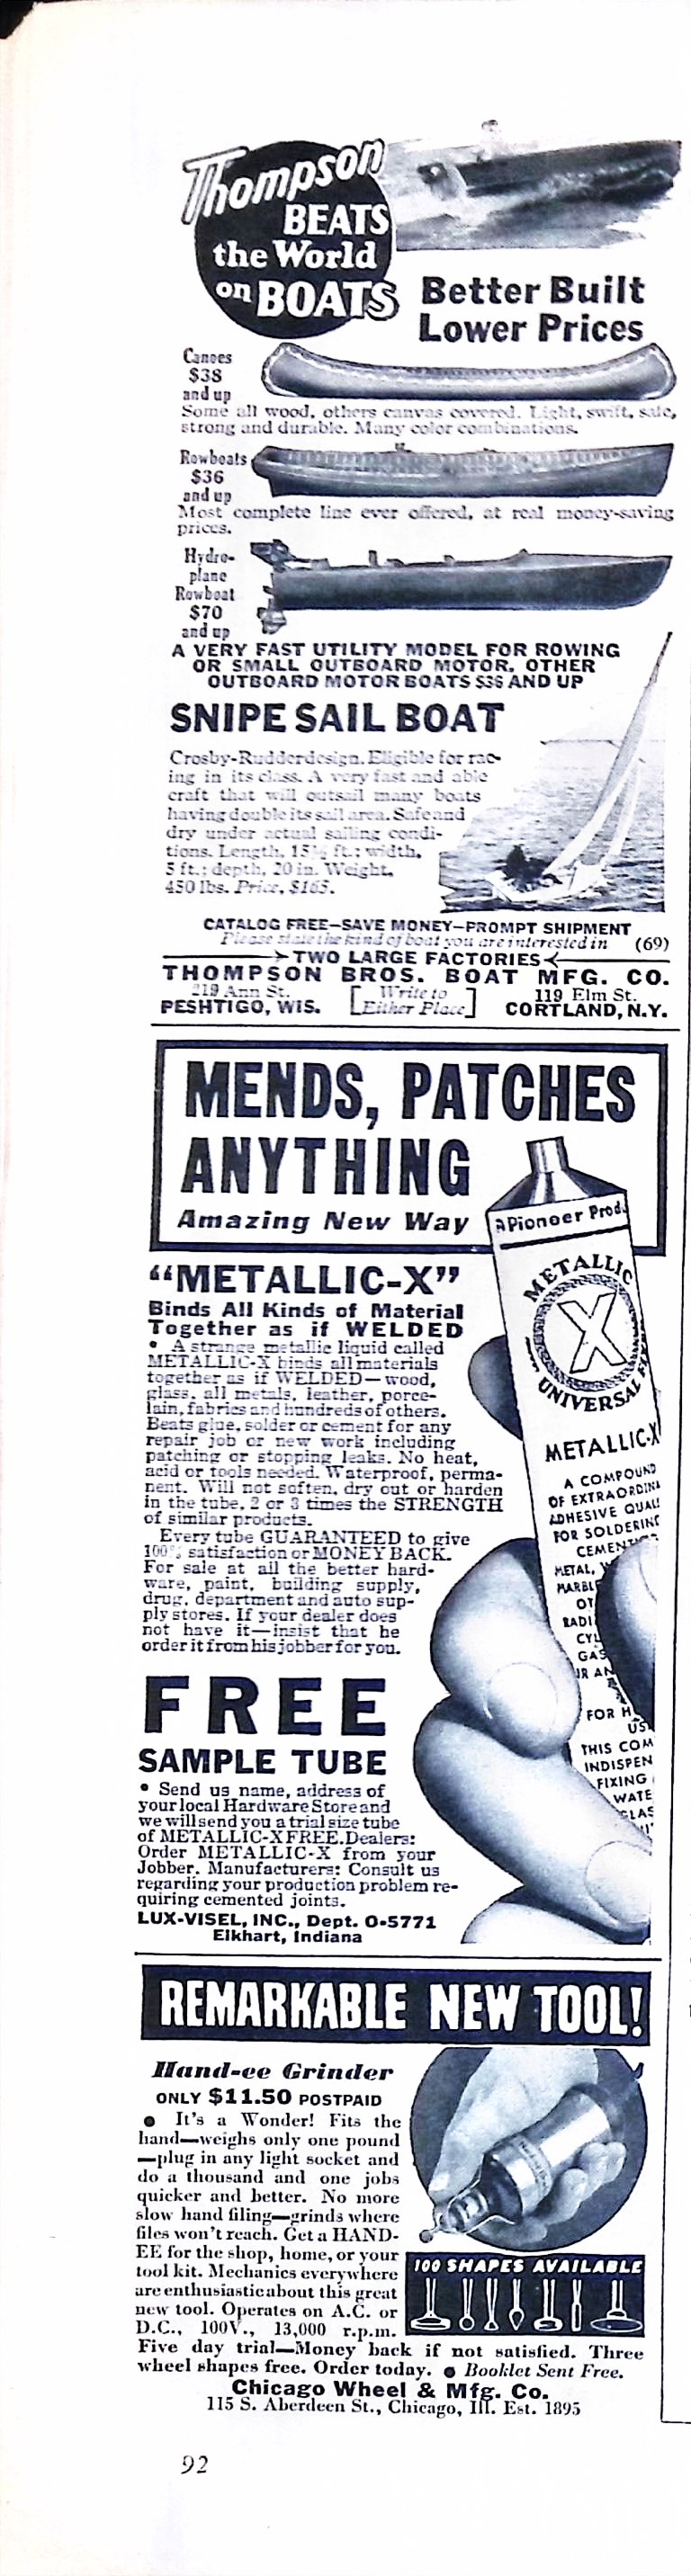 Thompson
BEATS
the World
on BOATS
Better Built
Lower Prices
Canoes
$38
and up
Some all wood, others canvas covered. Light, swift, safe,
strong and durable. Many color combinations.
Rowboats
$36
and up
Most complete line ever offered, at real money-saving
prices.
Hydro-
plane
Rowboat
$70
and up
A VERY FAST UTILITY MODEL FOR ROWING
OR SMALL OUTBOARD MOTOR. OTHER
OUTBOARD MOTOR BOATS $36 AND UP
SNIPE SAIL BOAT
Crosby-Rudderdesign. Eligible for rac-
ing in its class. A very fast and able
craft that will outsail many boats
having double its sail area. Safe and
dry under actual sailing condi-
tions. Length, 15½ ft.; width,
5 ft.; depth, 20 in. Weight,
450 lbs. Price, $165.
CATALOG FREE—SAVE MONEY—PROMPT SHIPMENT
Please state the kind of boat you are interested in (69)
TWO LARGE FACTORIES
THOMPSON BROS. BOAT MFG. CO.
219 Ann St.
PESHTIGO, WIS.
[Write to
Either Place]
119 Elm St.
CORTLAND, N.Y.
MENDS, PATCHES
ANYTHING
Amazing New Way
"METALLIC-X"
Binds All Kinds of Material
Together as if WELDED
• A strange metallic liquid called
METALLIC-X binds all materials
together as if WELDED—wood,
glass, all metals, leather, porce-
lain, fabrics and hundreds of others.
Beats glue, solder or cement for any
repair job or new work including
patching or stopping leaks. No heat,
acid or tools needed. Waterproof, perma-
nent. Will not soften, dry out or harden
in the tube. 2 or 3 times the STRENGTH
of similar products.
Every tube GUARANTEED to give
100% satisfaction or MONEY BACK.
For sale at all the better hard-
ware, paint, building supply,
drug, department and auto sup-
ply stores. If your dealer does
not have it—insist that he
order it from his jobber for you.
FREE
SAMPLE TUBE
• Send us name, address of
your local Hardware Store and
we will send you a trial size tube
of METALLIC-X FREE. Dealers:
Order METALLIC-X from your
Jobber. Manufacturers: Consult us
regarding your production problem re-
quiring cemented joints.
LUX-VISEL, INC., Dept. O-5771
Elkhart, Indiana
A Pioneer Prod.
METALLIC
X
UNIVERSAL
METALLIC-X
A COMPOUND
OF EXTRAORDINA
ADHESIVE QUALI
FOR SOLDERING
CEMENT
METAL,
MARBL
OT
RADI
CYL
GAS
IR AN
FOR H
US
THIS COM
INDISPEN
FIXING
WATE
GLAS
REMARKABLE NEW TOOL!
Hand-ee Grinder
ONLY $11.50 POSTPAID
• It's a Wonder! Fits the
hand—weighs only one pound
—plug in any light socket and
do a thousand and one jobs
quicker and better. No more
slow hand filing—grinds where
files won't reach. Get a HAND-
EE for the shop, home, or your
tool kit. Mechanics everywhere
are enthusiastic about this great
new tool. Operates on A.C. or
D.C., 100V., 13,000 r.p.m.
100 SHAPES AVAILABLE
Five day trial—Money back if not satisfied. Three
wheel shapes free. Order today. • Booklet Sent Free.
Chicago Wheel & Mfg. Co.
115 S. Aberdeen St., Chicago, Ill. Est. 1895
92